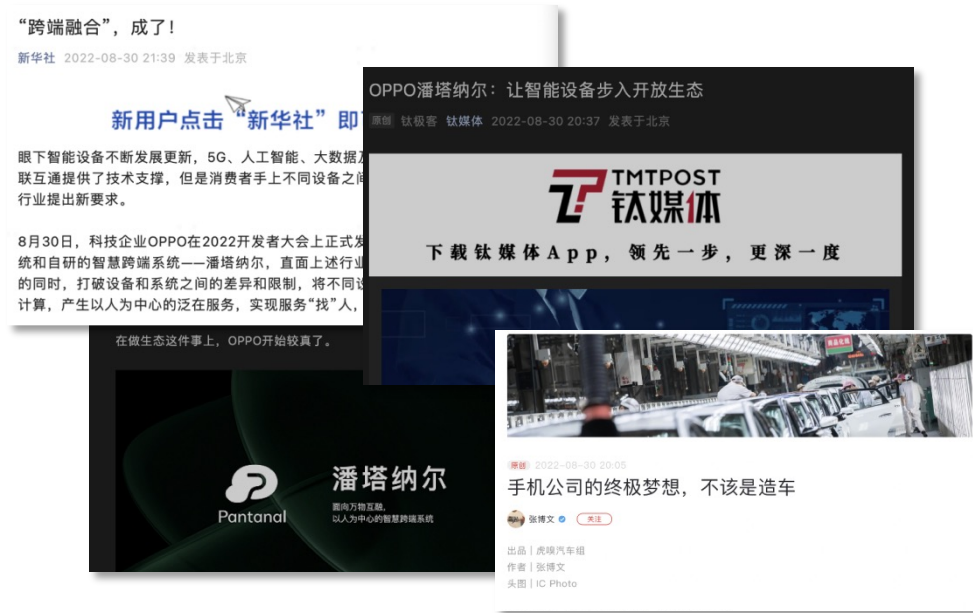 “跨端融合”，成了！
新华社 2022-08-30 21:39 发表于北京
新用户点击“新华社”即
眼下智能设备不断发展更新，5G、人工智能、大数据及
联互通提供了技术支撑，但是消费者手上不同设备之间
行业提出新要求。
8月30日，科技企业OPPO在2022开发者大会上正式发
统和自研的智慧跨端系统——潘塔纳尔，直面上述行业
的同时，打破设备和系统之间的差异和限制，将不同设
计算，产生以人为中心的泛在服务，实现服务“找”人，
OPPO潘塔纳尔：让智能设备步入开放生态
原创 钛极客 钛媒体 2022-08-30 20:37 发表于北京
TMTPOST
钛媒体
下载钛媒体App，领先一步，更深一度
在做生态这件事上，OPPO开始较真了。
Pantanal
潘塔纳尔
面向万物互融，
以人为中心的智慧跨端系统
原创 2022-08-30 20:05
手机公司的终极梦想，不该是造车
张博文 关注
出品｜虎嗅汽车组
作者｜张博文
头图｜IC Photo